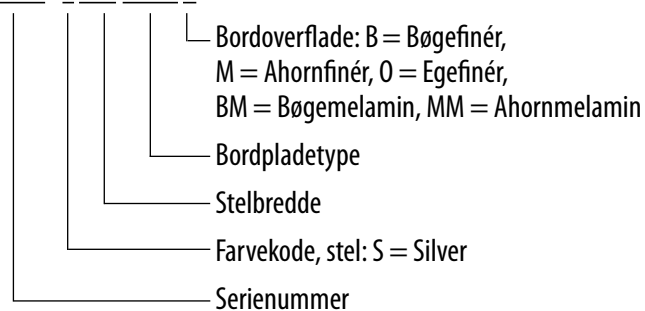 Bordoverflade: B = Bøgefinér,
M = Ahornfinér, O = Egefinér,
BM = Bøgemelamin, MM = Ahornmelamin
Bordpladetype
Stelbredde
Farvekode, stel: S = Silver
Serienummer